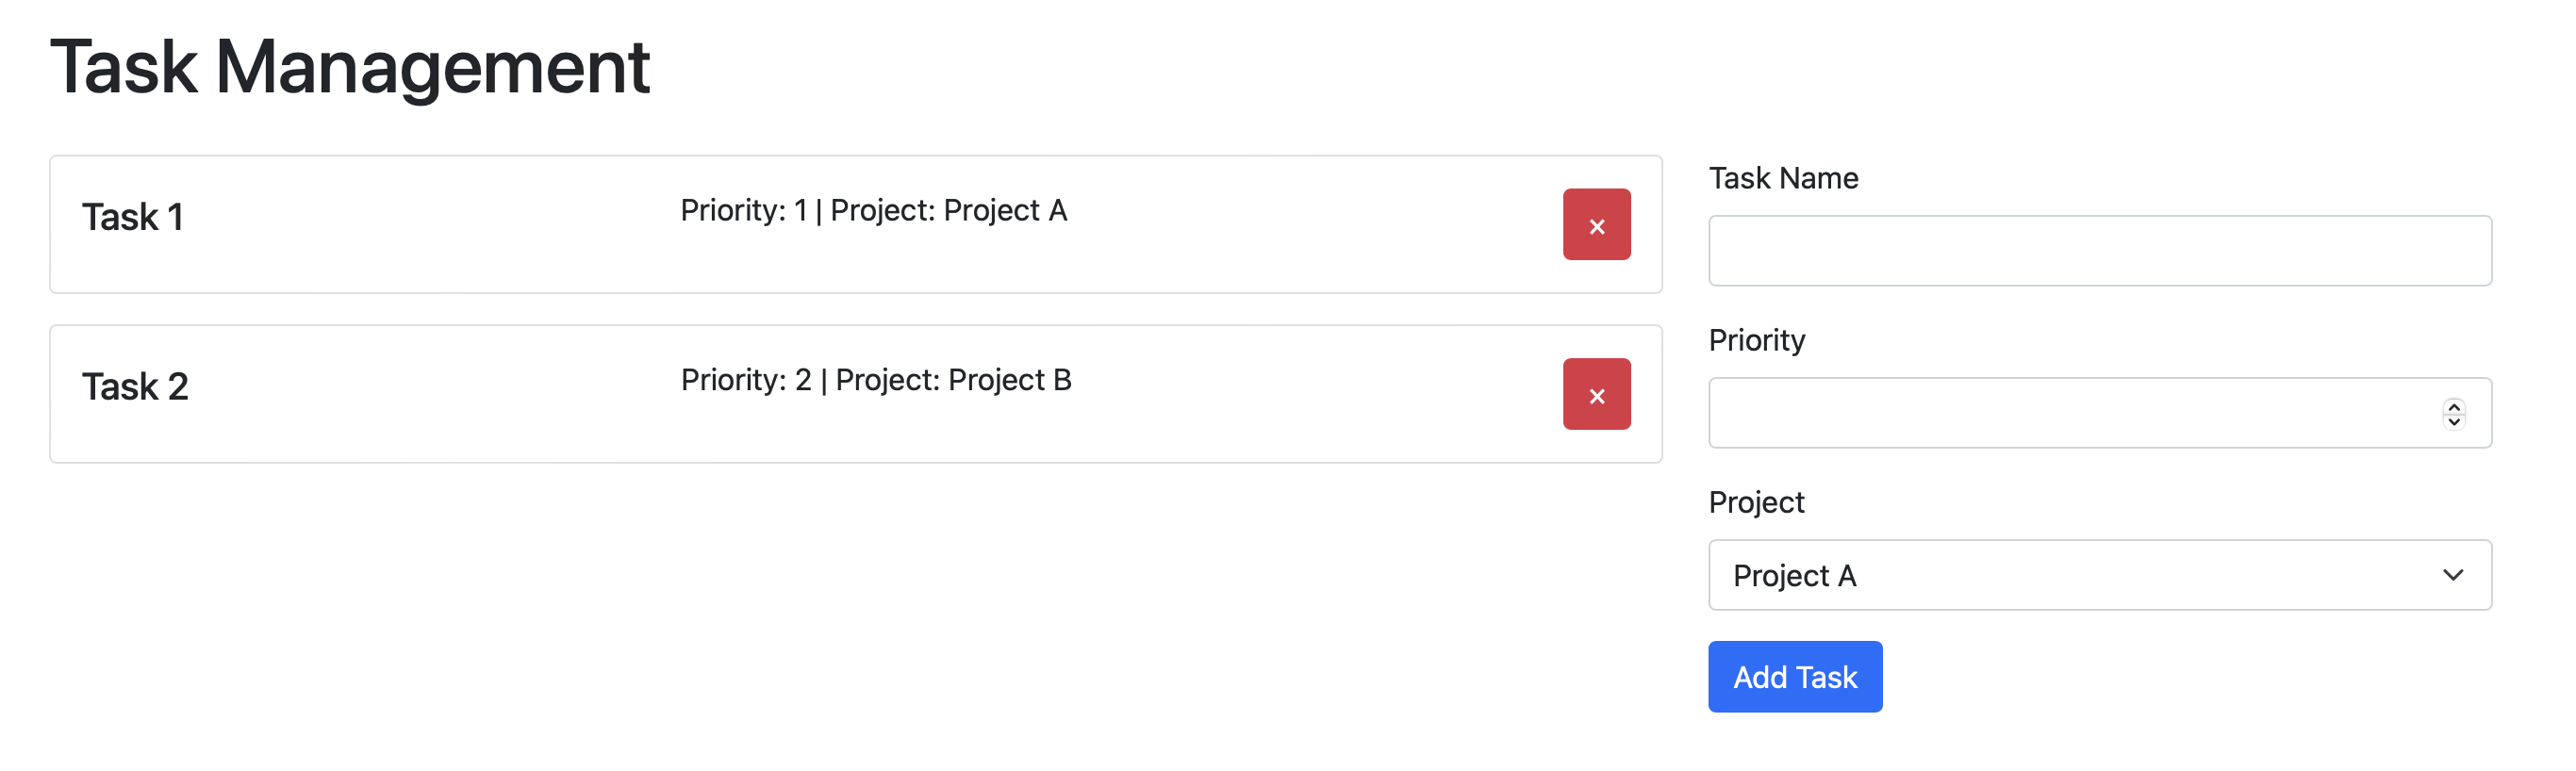 Task Management
Task 1
Priority: 1 | Project: Project A
×
Task 2
Priority: 2 | Project: Project B
×
Task Name
Priority
Project
Project A
Add Task